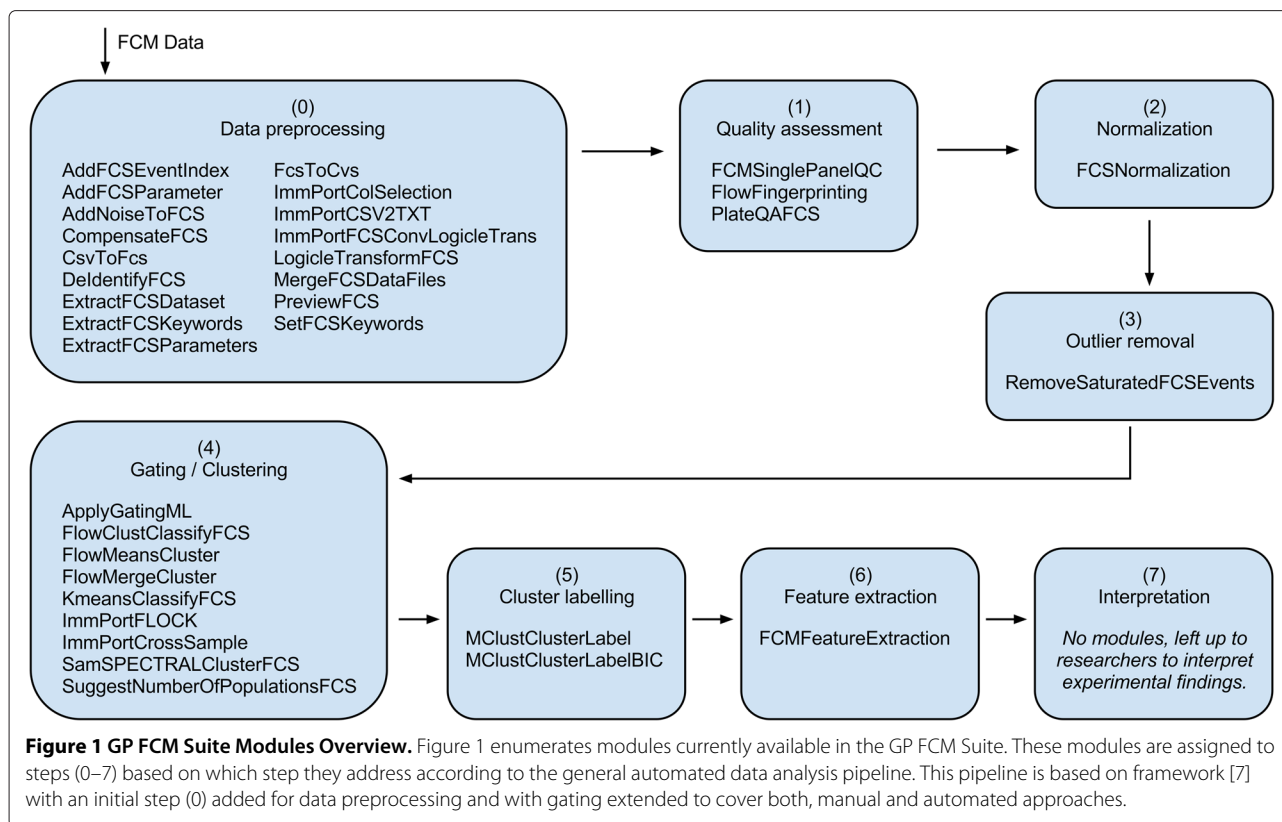 FCM Data
(0)
Data preprocessing
AddFCSEventIndex
AddFCSParameter
AddNoiseToFCS
CompensateFCS
CsvToFcs
DeIdentifyFCS
ExtractFCSDataset
ExtractFCSKeywords
ExtractFCSParameters
FcsToCvs
ImmPortColSelection
ImmPortCSV2TXT
ImmPortFCSConvLogicleTrans
LogicleTransformFCS
MergeFCSDataFiles
PreviewFCS
SetFCSKeywords
(1)
Quality assessment
FCMSinglePanelQC
FlowFingerprinting
PlateQAFCS
(2)
Normalization
FCSNormalization
(3)
Outlier removal
RemoveSaturatedFCSEvents
(4)
Gating / Clustering
ApplyGatingML
FlowClustClassifyFCS
FlowMeansCluster
FlowMergeCluster
KmeansClassifyFCS
ImmPortFLOCK
ImmPortCrossSample
SamSPECTRALClusterFCS
SuggestNumberOfPopulationsFCS
(5)
Cluster labelling
MClustClusterLabel
MClustClusterLabelBIC
(6)
Feature extraction
FCMFeatureExtraction
(7)
Interpretation
No modules, left up to
researchers to interpret
experimental findings.
Figure 1 GP FCM Suite Modules Overview. Figure 1 enumerates modules currently available in the GP FCM Suite. These modules are assigned to
steps (0–7) based on which step they address according to the general automated data analysis pipeline. This pipeline is based on framework [7]
with an initial step (0) added for data preprocessing and with gating extended to cover both, manual and automated approaches.